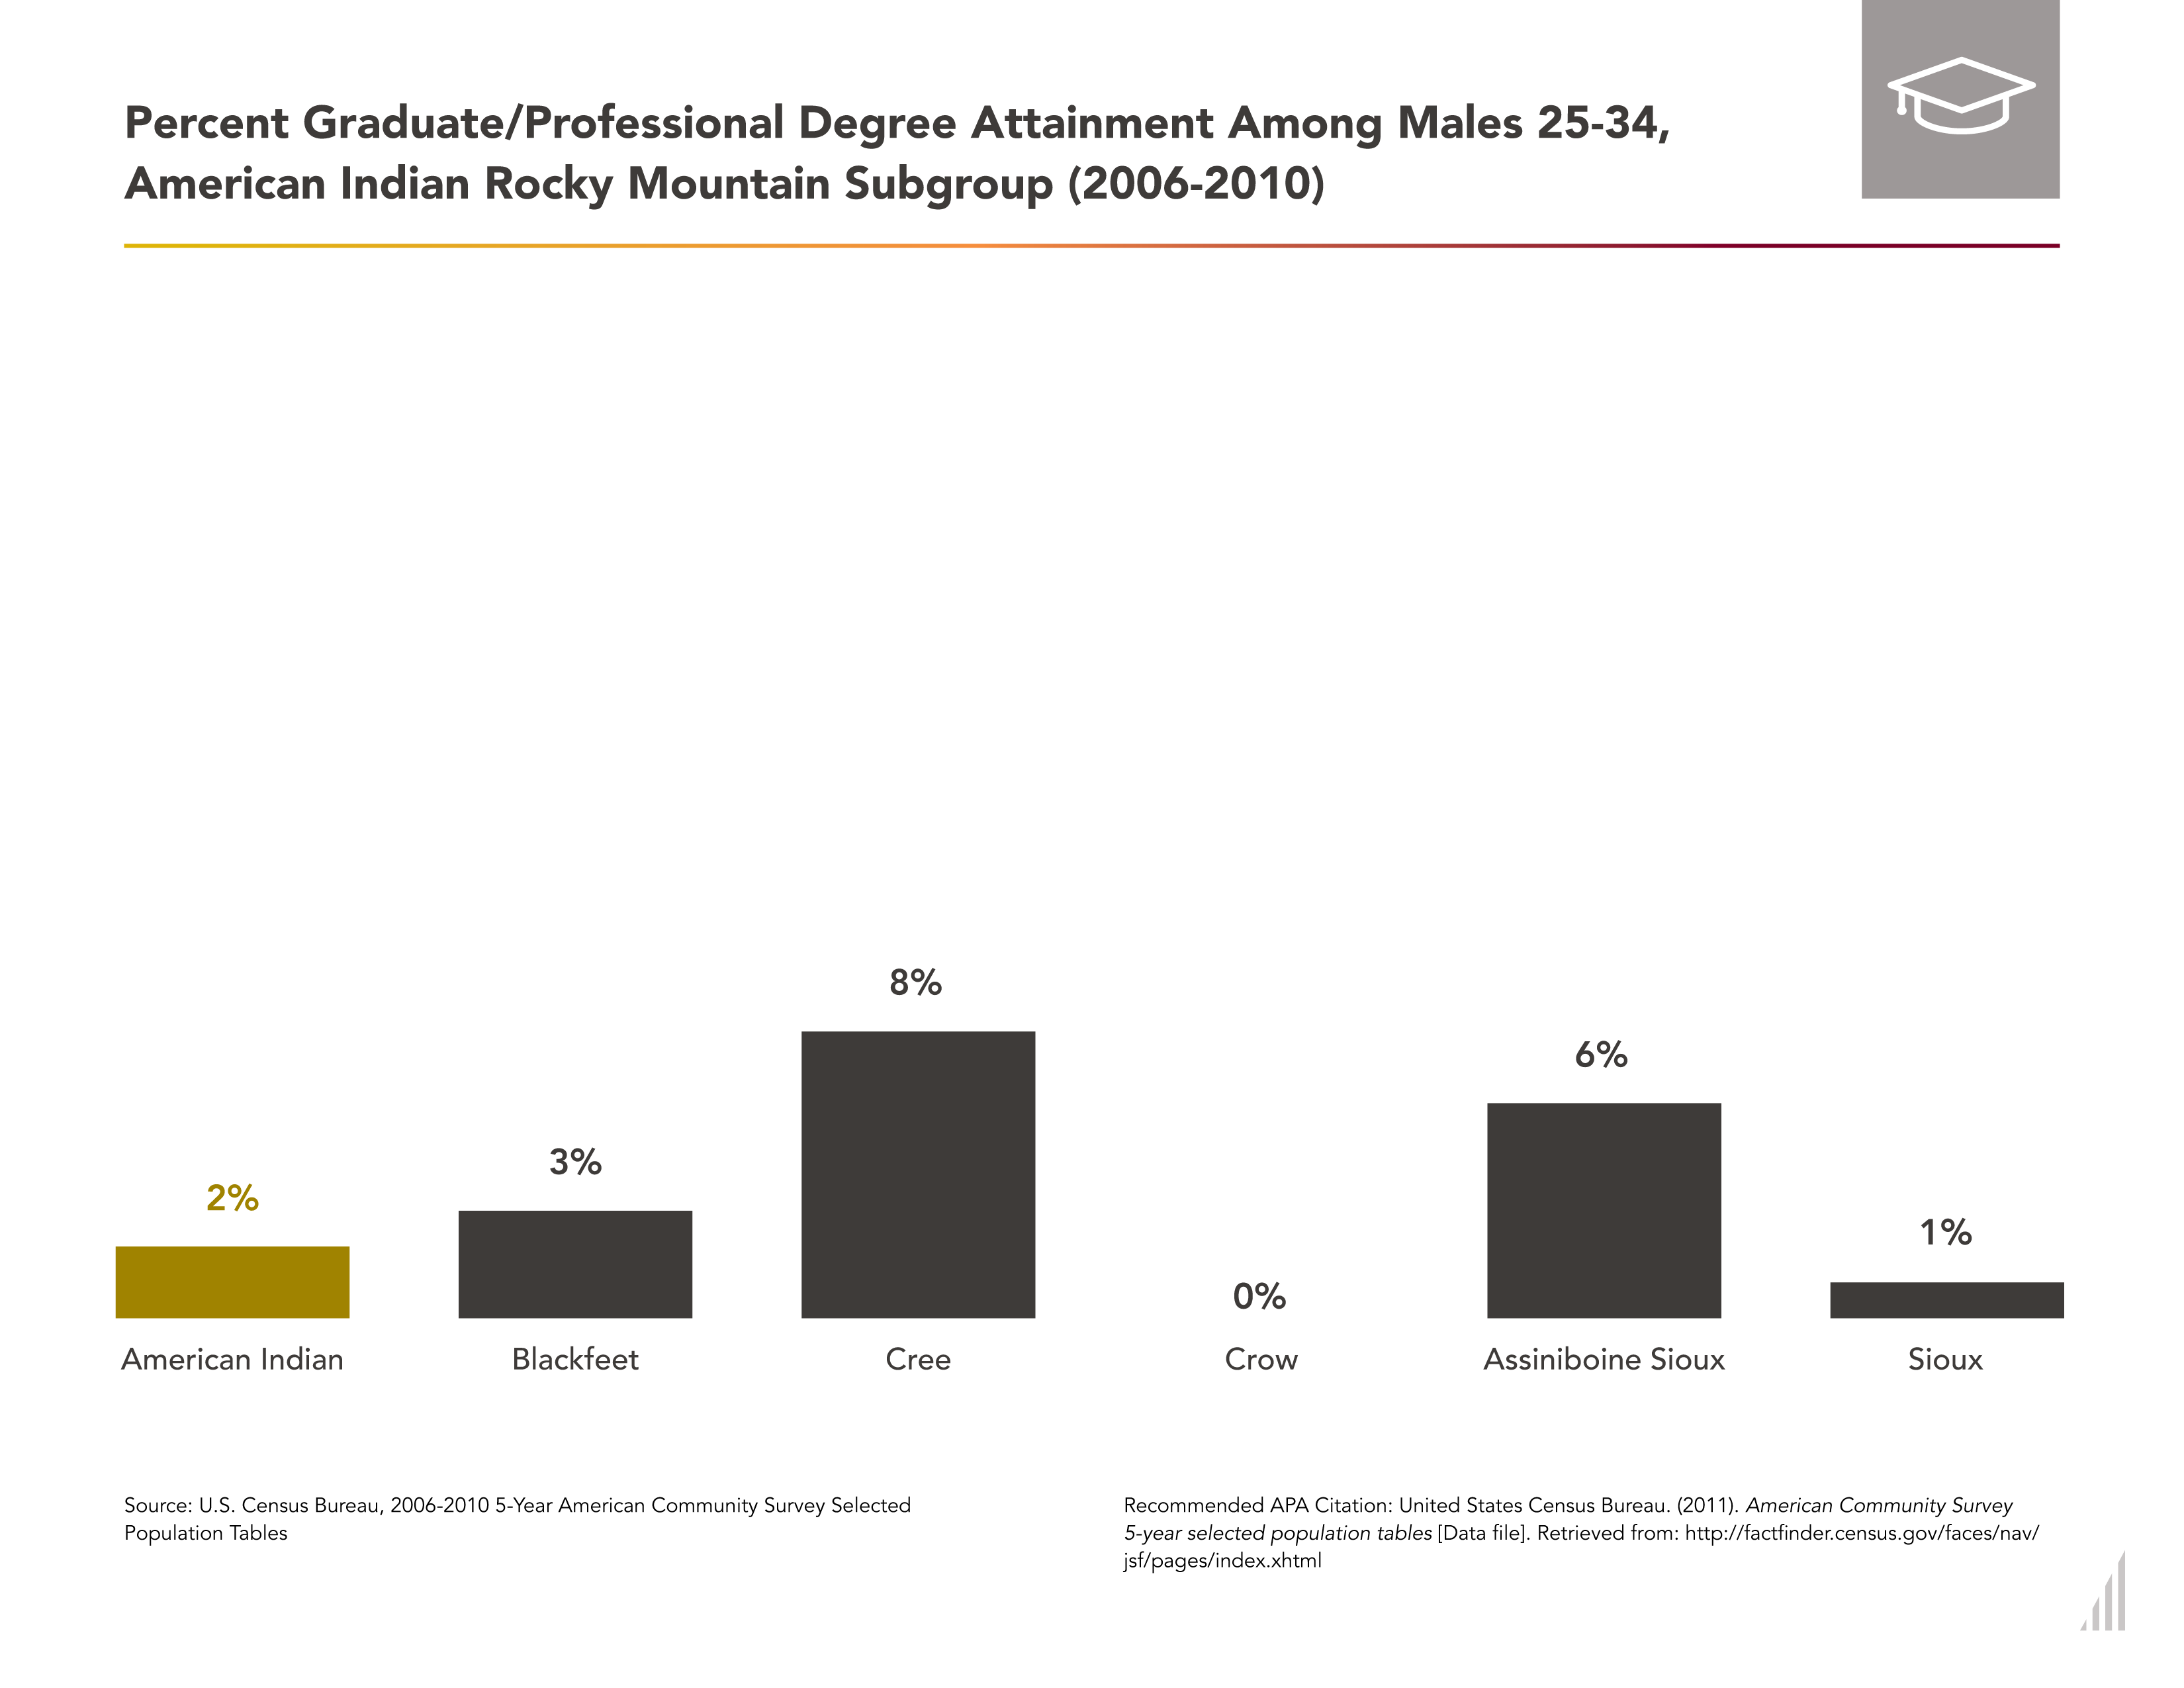 Percent Graduate/Professional Degree Attainment Among Males 25-34,
American Indian Rocky Mountain Subgroup (2006-2010)
2%
3%
8%
0%
6%
1%
American Indian
Blackfeet
Cree
Crow
Assiniboine Sioux
Sioux
Source: U.S. Census Bureau, 2006-2010 5-Year American Community Survey Selected
Population Tables
Recommended APA Citation: United States Census Bureau. (2011). American Community Survey
5-year selected population tables [Data file]. Retrieved from: http://factfinder.census.gov/faces/nav/
jsf/pages/index.xhtml